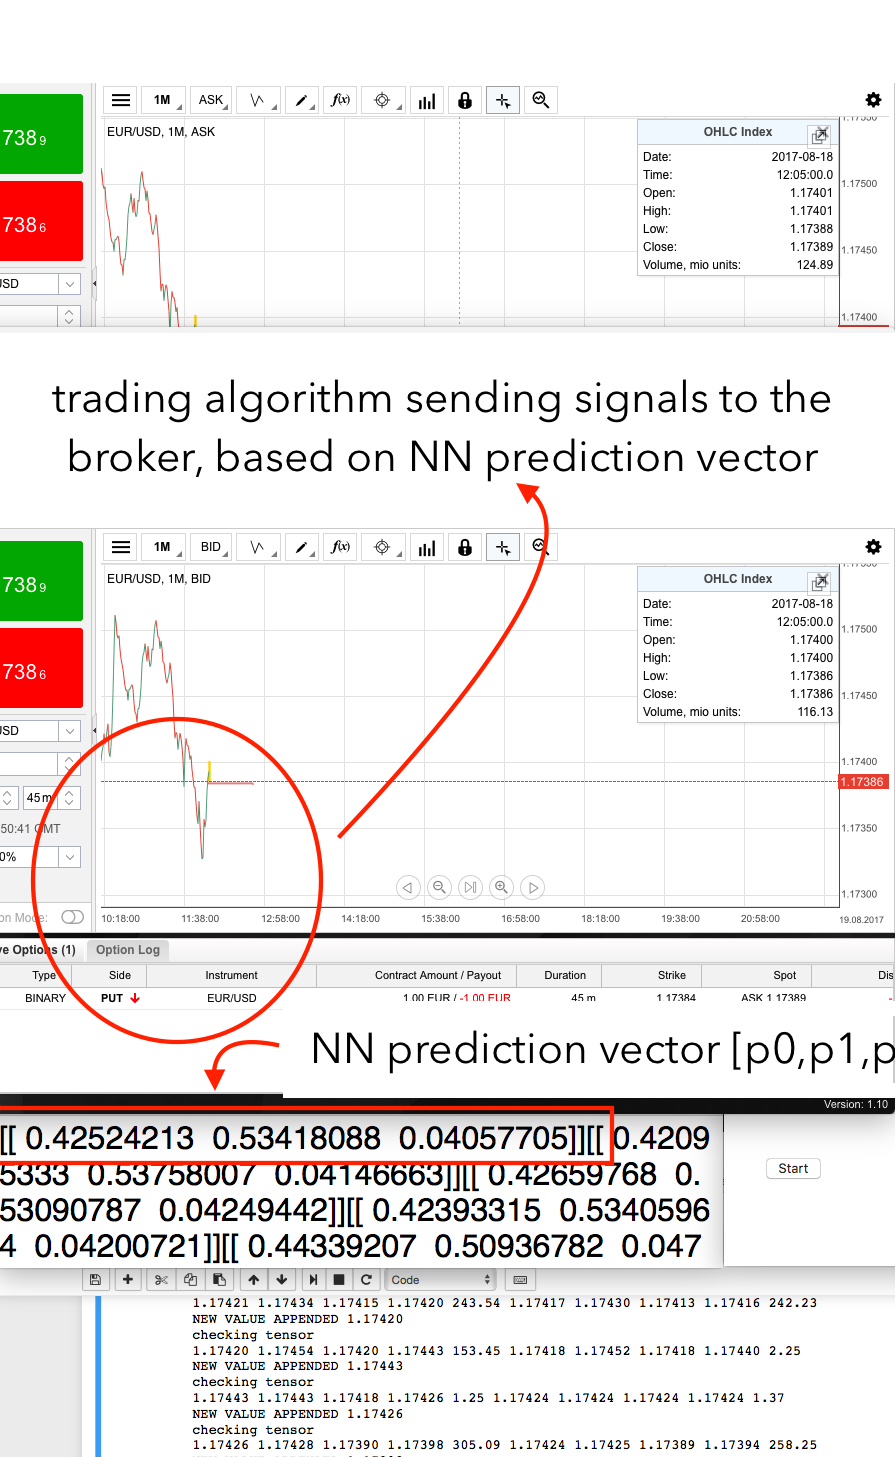 1M ASK f(x)
738 9
EUR/USD, 1M, ASK
OHLC Index
Date: 2017-08-18
Time: 12:05:00.0
Open: 1.17401
High: 1.17401
Low: 1.17388
Close: 1.17389
Volume, mio units: 124.89
1.17500
1.17450
1.17400
738 6
SD
trading algorithm sending signals to the
broker, based on NN prediction vector
1M BID f(x)
738 9
EUR/USD, 1M, BID
OHLC Index
Date: 2017-08-18
Time: 12:05:00.0
Open: 1.17400
High: 1.17400
Low: 1.17386
Close: 1.17386
Volume, mio units: 116.13
1.17500
1.17450
1.17400
1.17386
1.17350
1.17300
738 6
SD
45m
50:41 GMT
0%
on Mode:
10:18:00 11:38:00 12:58:00 14:18:00 15:38:00 16:58:00 18:18:00 19:38:00 20:58:00 19.08.2017
ve Options (1) Option Log
Type Side Instrument Contract Amount / Payout Duration Strike Spot Dis
BINARY PUT EUR/USD 1.00 EUR / -1.00 EUR 45 m 1.17384 ASK 1.17389
NN prediction vector [p0,p1,p
Version: 1.10
[[ 0.42524213 0.53418088 0.04057705]][[ 0.4209
5333 0.53758007 0.04146663]][[ 0.42659768 0.
53090787 0.04249442]][[ 0.42393315 0.5340596
4 0.04200721]][[ 0.44339207 0.50936782 0.047
Start
Code
1.17421 1.17434 1.17415 1.17420 243.54 1.17417 1.17430 1.17413 1.17416 242.23
NEW VALUE APPENDED 1.17420
checking tensor
1.17420 1.17454 1.17420 1.17443 153.45 1.17418 1.17452 1.17418 1.17440 2.25
NEW VALUE APPENDED 1.17443
checking tensor
1.17443 1.17443 1.17418 1.17426 1.25 1.17424 1.17424 1.17424 1.17424 1.37
NEW VALUE APPENDED 1.17426
checking tensor
1.17426 1.17428 1.17390 1.17398 305.09 1.17424 1.17425 1.17389 1.17394 258.25